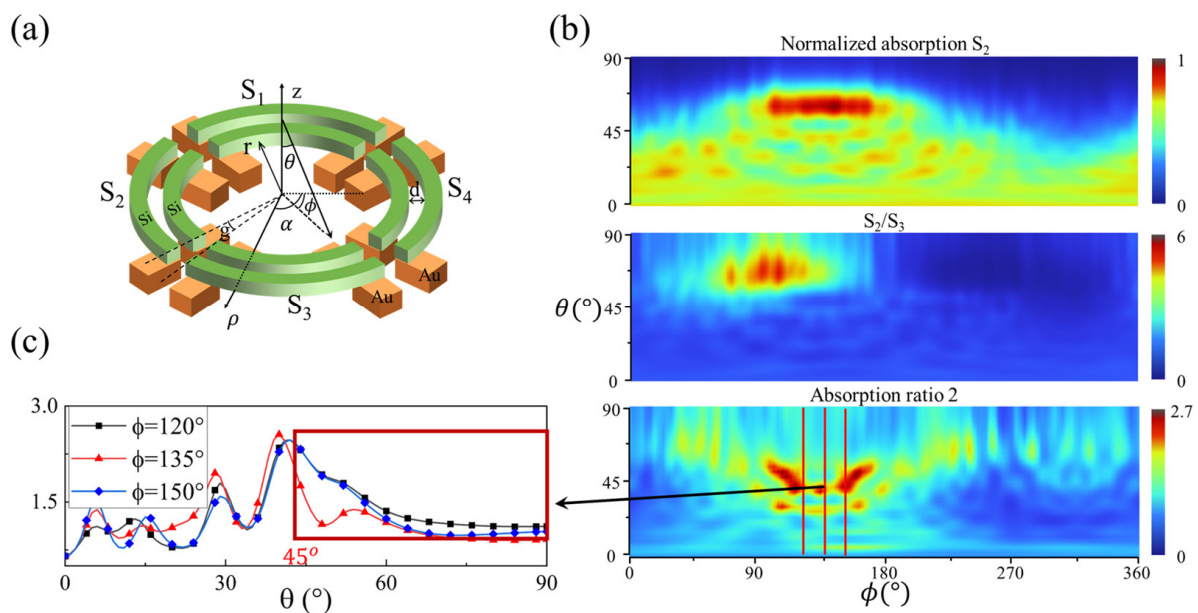 (a)
S1
z
r
θ
S2
Si
Si
g
α
ϕ
d
S4
S3
ρ
Au
Au
(b)
Normalized absorption S2
90
45
0
1
0
S2/S3
90
θ(°)
45
0
6
0
Absorption ratio 2
90
45
0
2.7
0
0 90 180 270 360
ϕ(°)
(c)
3.0
1.5
ϕ=120°
ϕ=135°
ϕ=150°
45°
0 30 60 90
θ (°)